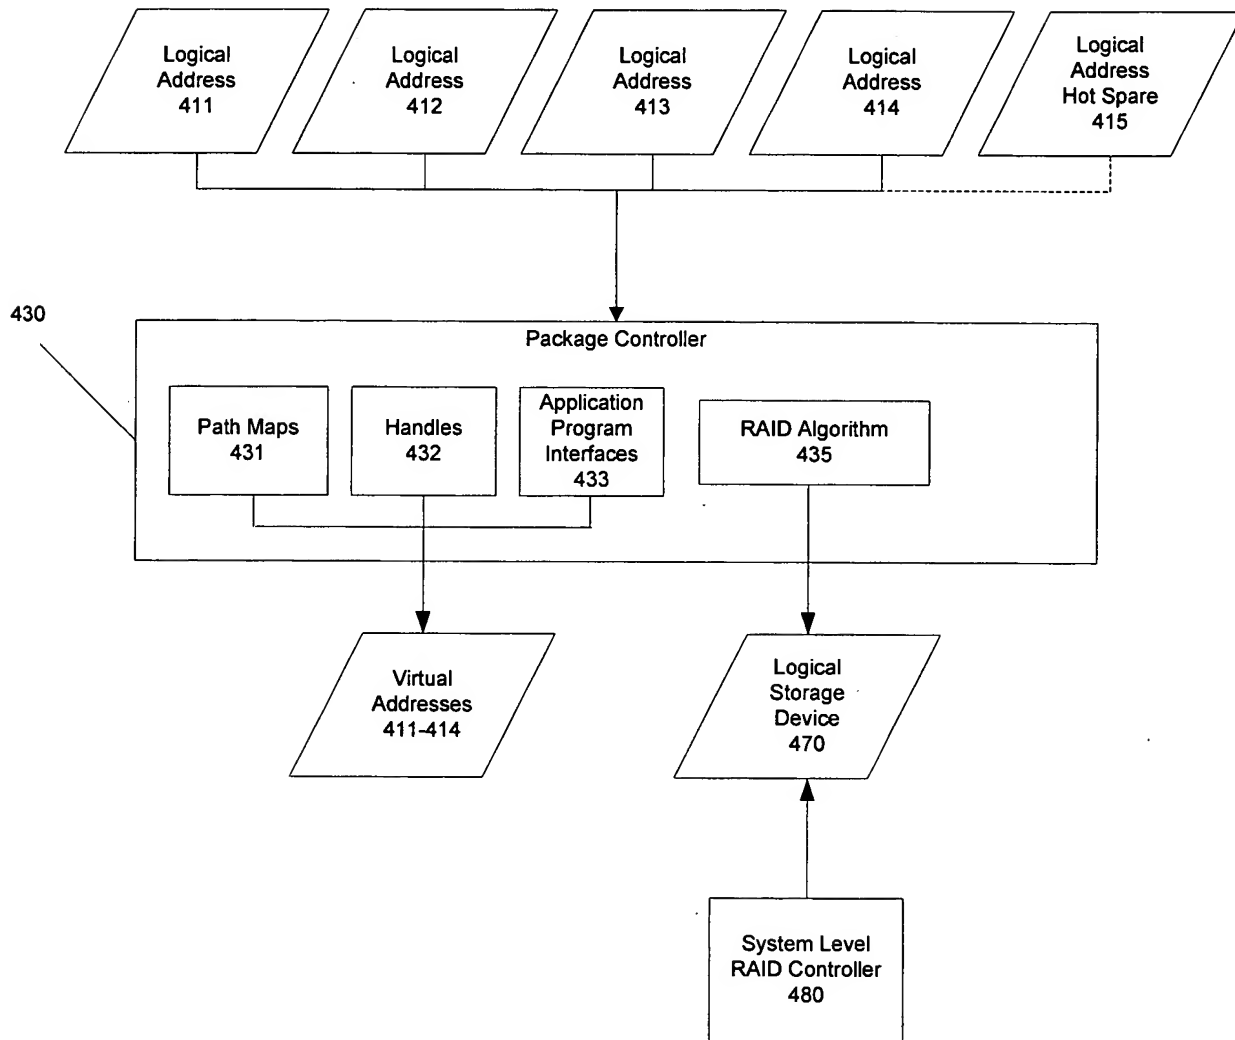 Logical
Address
411
Logical
Address
412
Logical
Address
413
Logical
Address
414
Logical
Address
Hot Spare
415
430
Package Controller
Path Maps
431
Handles
432
Application
Program
Interfaces
433
RAID Algorithm
435
Virtual
Addresses
411-414
Logical
Storage
Device
470
System Level
RAID Controller
480